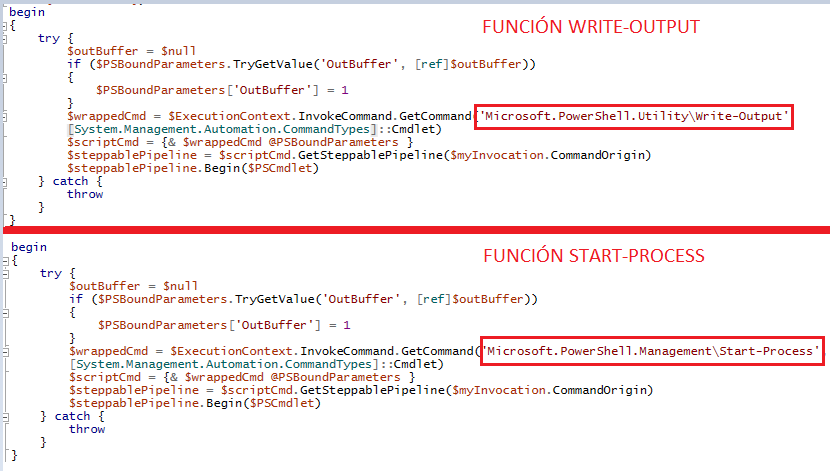 begin
FUNCIÓN WRITE-OUTPUT
{
try {
$outBuffer = $null
if ($PSBoundParameters.TryGetValue('OutBuffer', [ref]$outBuffer))
{
$PSBoundParameters['OutBuffer'] = 1
}
$wrappedCmd = $ExecutionContext.InvokeCommand.GetCommand('Microsoft.PowerShell.Utility\Write-Output'
[System.Management.Automation.CommandTypes]::Cmdlet)
$scriptCmd = {& $wrappedCmd @PSBoundParameters }
$steppablePipeline = $scriptCmd.GetSteppablePipeline($myInvocation.CommandOrigin)
$steppablePipeline.Begin($PSCmdlet)
} catch {
throw
}
}
begin
FUNCIÓN START-PROCESS
{
try {
$outBuffer = $null
if ($PSBoundParameters.TryGetValue('OutBuffer', [ref]$outBuffer))
{
$PSBoundParameters['OutBuffer'] = 1
}
$wrappedCmd = $ExecutionContext.InvokeCommand.GetCommand('Microsoft.PowerShell.Management\Start-Process'
[System.Management.Automation.CommandTypes]::Cmdlet)
$scriptCmd = {& $wrappedCmd @PSBoundParameters }
$steppablePipeline = $scriptCmd.GetSteppablePipeline($myInvocation.CommandOrigin)
$steppablePipeline.Begin($PSCmdlet)
} catch {
throw
}
}